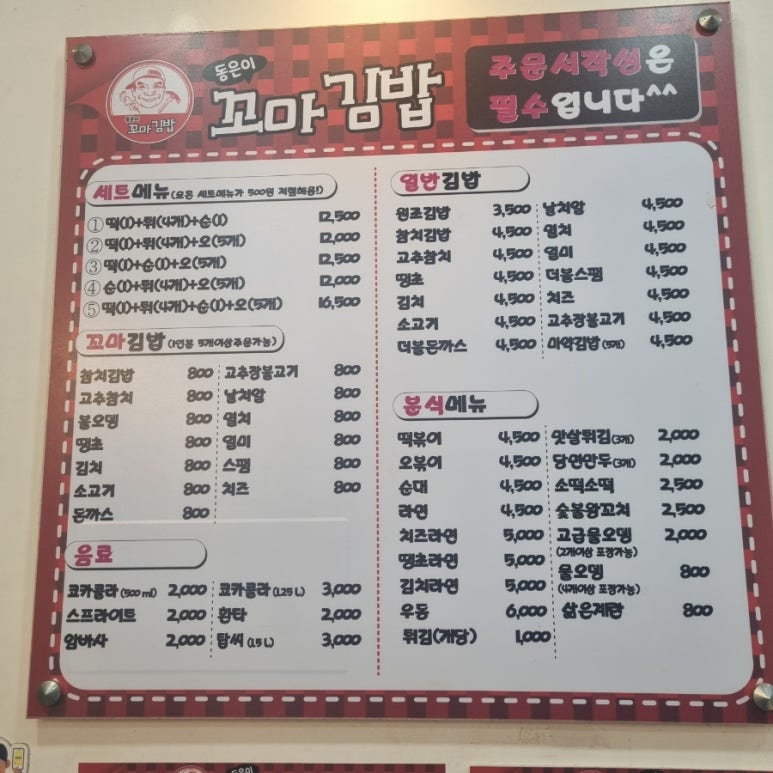 동은이
꼬마김밥
주문서작성은
필수입니다^^
꼬마김밥
세트메뉴 (모든 세트메뉴가 500원 저렴해용!)
① 떡(1)+튀(4개)+순(1) 12,500
② 떡(1)+튀(4개)+오(5개) 12,000
③ 떡(1)+순(1)+오(5개) 12,500
④ 순(1)+튀(4개)+오(5개) 12,000
⑤ 떡(1)+튀(4개)+순(1)+오(5개) 16,500
꼬마김밥 (1인분 5개이상주문가능)
참치김밥 800 고추장불고기 800
고추참치 800 날치알 800
불오뎅 800 멸치 800
땡초 800 열미 800
김치 800 스팸 800
소고기 800 치즈 800
돈까스 800
음료
코카콜라 (500 ml) 2,000 코카콜라 (1.25 L) 3,000
스프라이트 2,000 환타 2,000
암바사 2,000 탑씨 (1.5 L) 3,000
일반김밥
원조김밥 3,500 날치알 4,500
참치김밥 4,500 멸치 4,500
고추참치 4,500 열미 4,500
땡초 4,500 더블스팸 4,500
김치 4,500 치즈 4,500
소고기 4,500 고추장불고기 4,500
더블돈까스 4,500 마약김밥 (5개) 4,500
분식메뉴
떡볶이 4,500 맛살튀김 (3개) 2,000
오볶이 4,500 당면만두 (3개) 2,000
순대 4,500 소떡소떡 2,500
라면 4,500 숯불왕꼬치 2,500
치즈라면 5,000 고급물오뎅 2,000
(2개이상 포장가능)
땡초라면 5,000 물오뎅 800
(4개이상 포장가능)
김치라면 5,000
우동 6,000 삶은계란 800
튀김(개당) 1,000
동은이